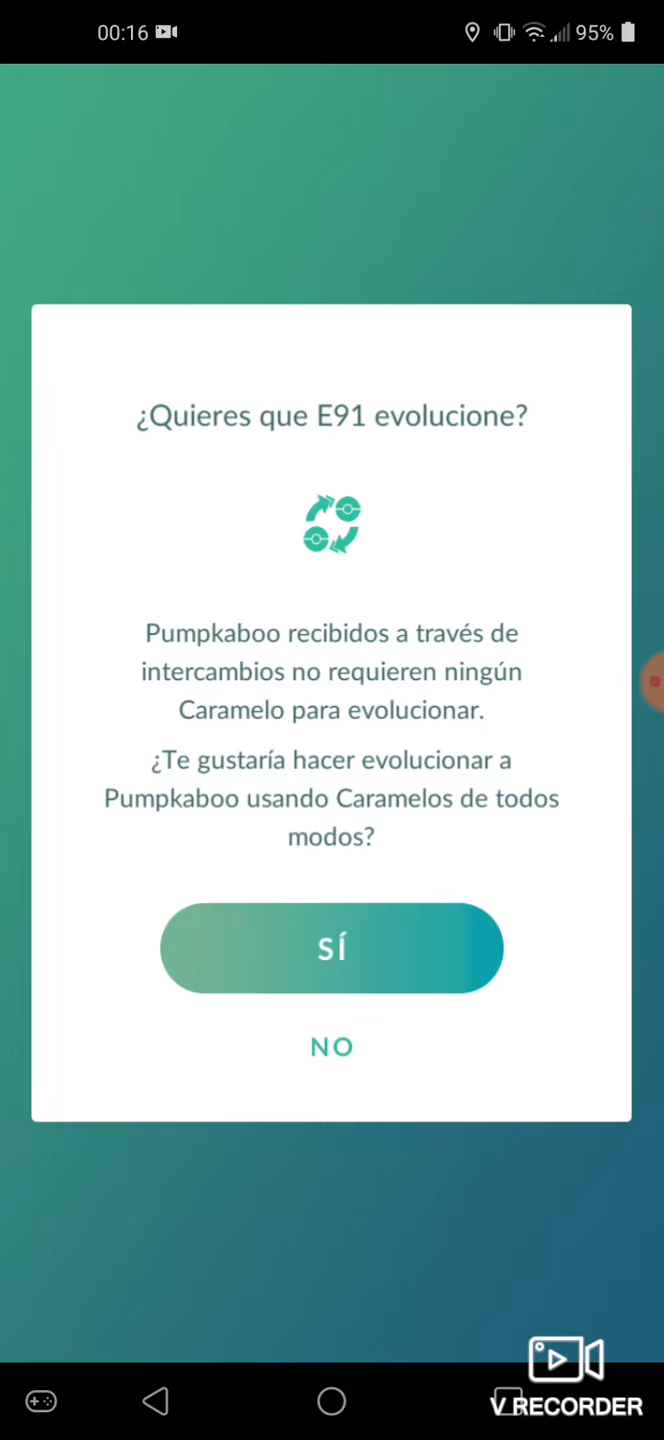 00:16 95%
¿Quieres que E91 evolucione?
Pumpkaboo recibidos a través de
intercambios no requieren ningún
Caramelo para evolucionar.
¿Te gustaría hacer evolucionar a
Pumpkaboo usando Caramelos de todos
modos?
SÍ
NO
V RECORDER